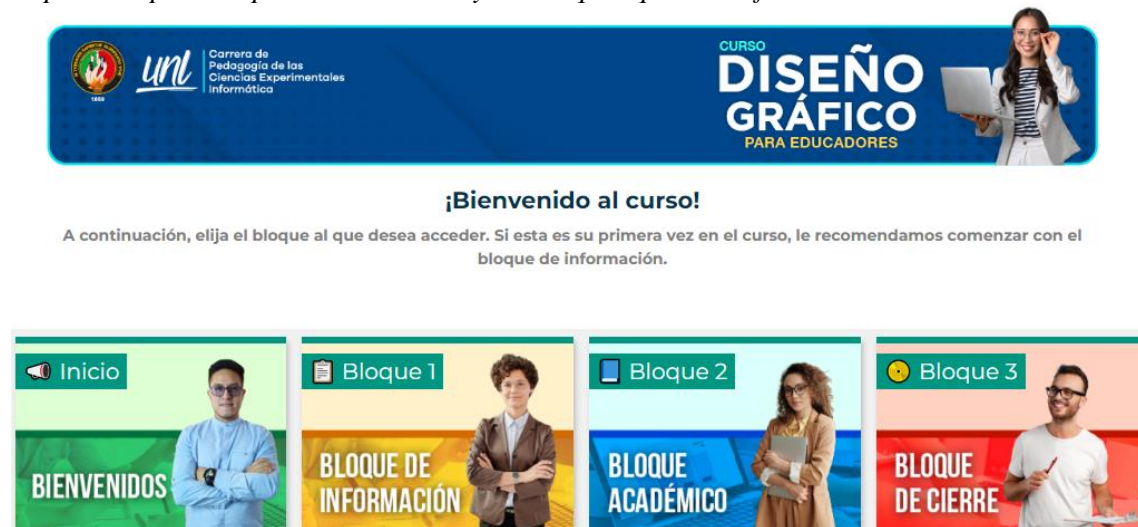 Carrera de
Pedagogía de las
Ciencias Experimentales
Informática
unl
1859
CURSO
DISEÑO
GRÁFICO
PARA EDUCADORES
¡Bienvenido al curso!
A continuación, elija el bloque al que desea acceder. Si esta es su primera vez en el curso, le recomendamos comenzar con el
bloque de información.
Inicio
BIENVENIDOS
Bloque 1
BLOQUE DE
INFORMACIÓN
Bloque 2
BLOQUE
ACADÉMICO
Bloque 3
BLOQUE
DE CIERRE